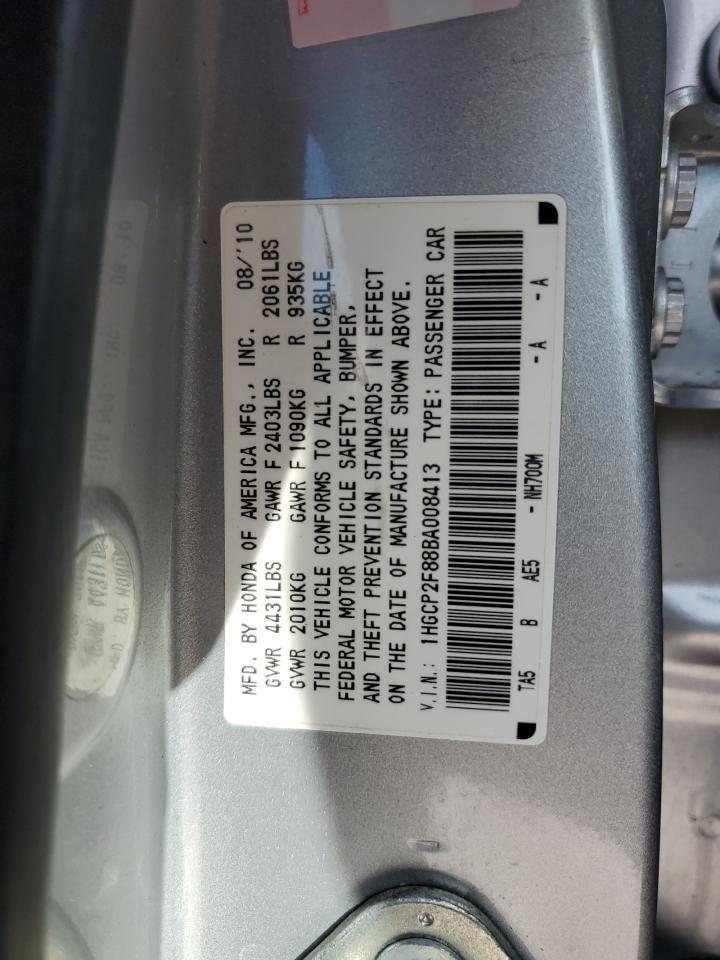 MFD. BY HONDA OF AMERICA MFG., INC. 08/'10
GVWR 4431LBS GAWR F 2403LBS R 2061LBS
GVWR 2010KG GAWR F 1090KG R 935KG
THIS VEHICLE CONFORMS TO ALL APPLICABLE
FEDERAL MOTOR VEHICLE SAFETY, BUMPER,
AND THEFT PREVENTION STANDARDS IN EFFECT
ON THE DATE OF MANUFACTURE SHOWN ABOVE.
V.I.N.: 1HGCP2F88BA008413 TYPE: PASSENGER CAR
TA5 B AE5 - NH700M - A - A